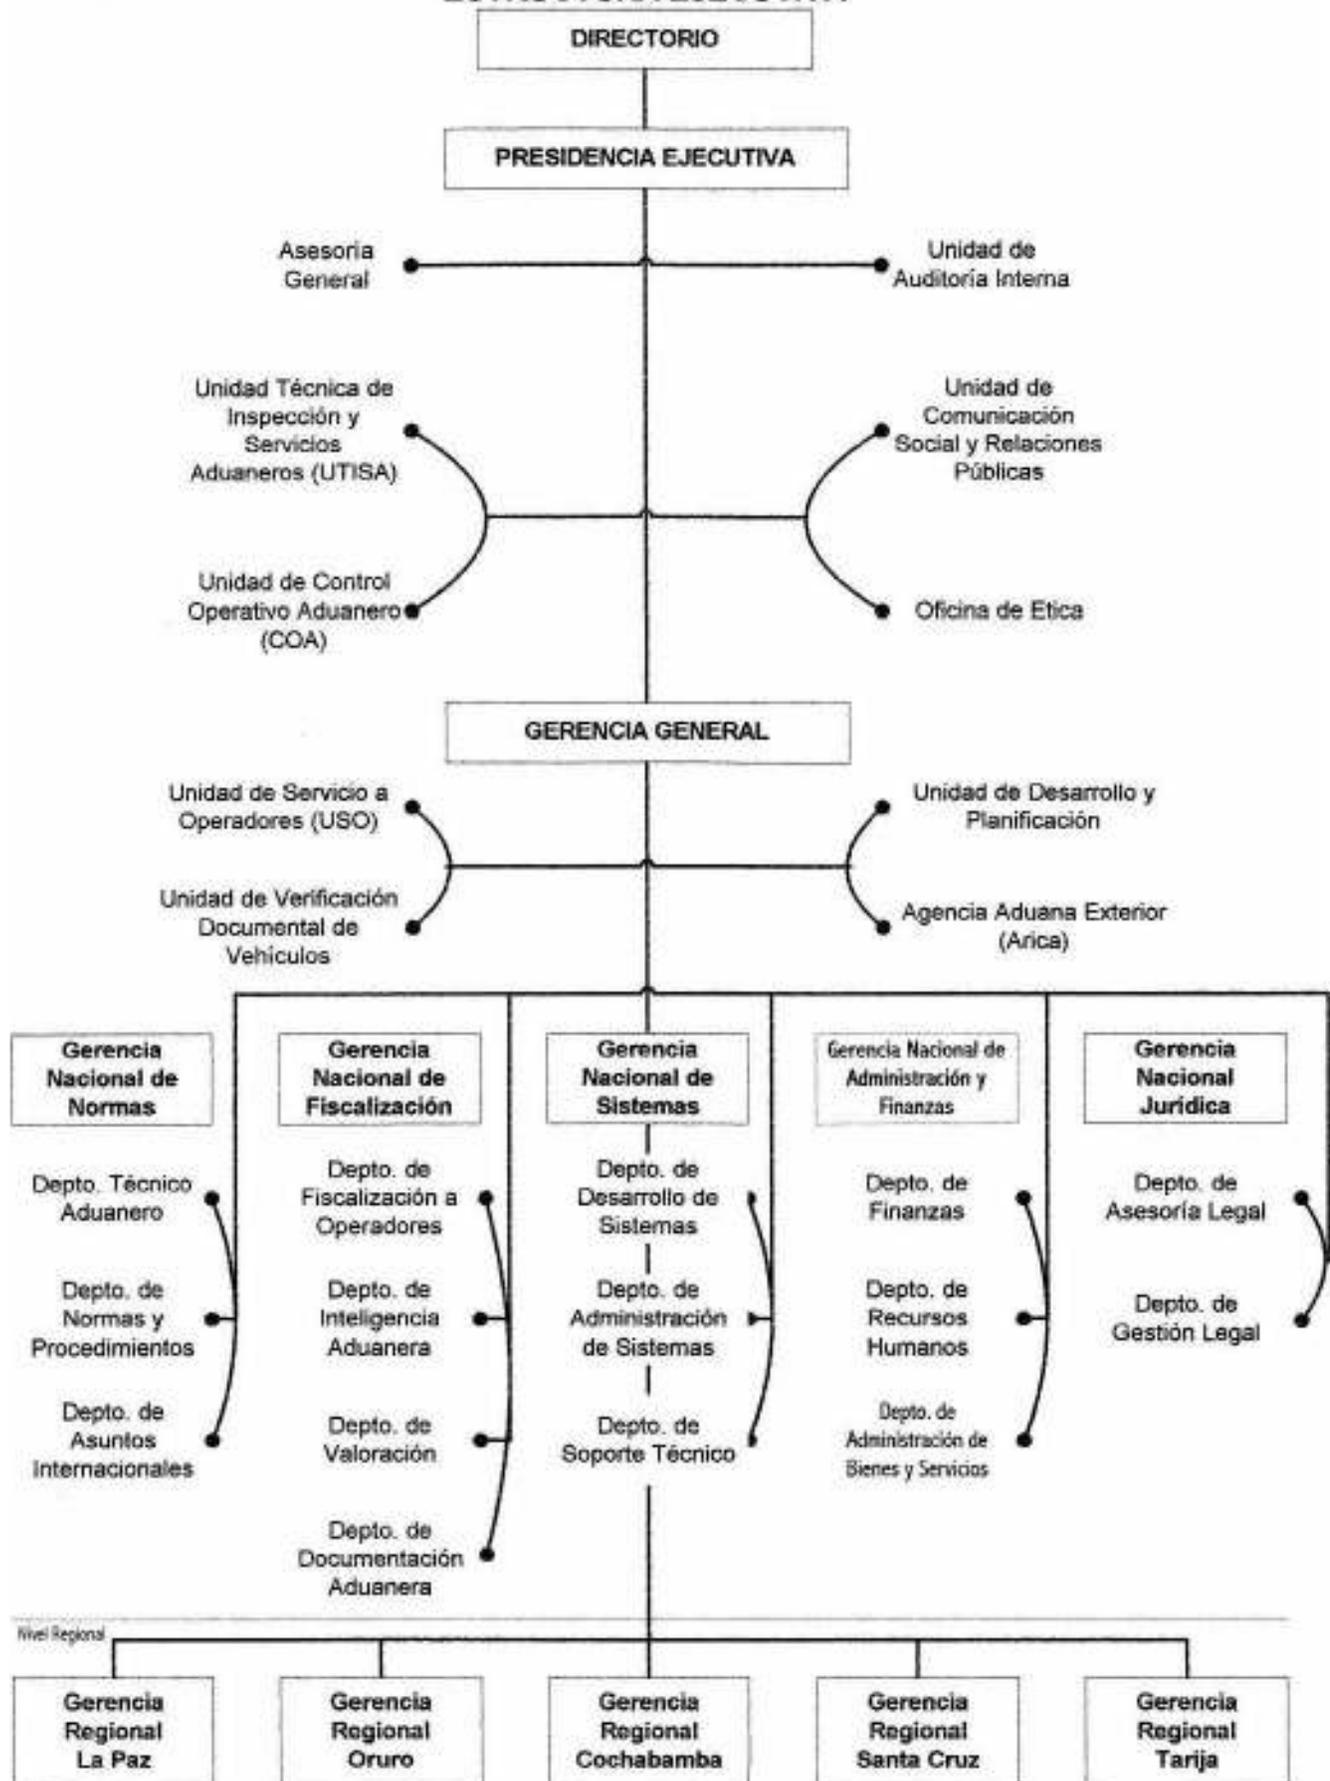 DIRECTORIO
PRESIDENCIA EJECUTIVA
Asesoria
General
Unidad de
Auditoría Interna
Unidad Técnica de
Inspección y
Servicios
Aduaneros (UTISA)
Unidad de
Comunicación
Social y Relaciones
Públicas
Unidad de Control
Operativo Aduanero
(COA)
Oficina de Etica
GERENCIA GENERAL
Unidad de Servicio a
Operadores (USO)
Unidad de Desarrollo y
Planificación
Unidad de Verificación
Documental de
Vehículos
Agencia Aduana Exterior
(Arica)
Gerencia
Nacional de
Normas
Gerencia
Nacional de
Fiscalización
Gerencia
Nacional de
Sistemas
Gerencia Nacional de
Administración y
Finanzas
Gerencia
Nacional
Jurídica
Depto. Técnico
Aduanero
Depto. de
Fiscalización a
Operadores
Depto. de
Desarrollo de
Sistemas
Depto. de
Finanzas
Depto. de
Asesoría Legal
Depto. de
Normas y
Procedimientos
Depto. de
Inteligencia
Aduanera
Depto. de
Administración
de Sistemas
Depto. de
Recursos
Humanos
Depto. de
Gestión Legal
Depto. de
Asuntos
Internacionales
Depto. de
Valoración
Depto. de
Soporte Técnico
Depto. de
Administración de
Bienes y Servicios
Depto. de
Documentación
Aduanera
Nivel Regional
Gerencia
Regional
La Paz
Gerencia
Regional
Oruro
Gerencia
Regional
Cochabamba
Gerencia
Regional
Santa Cruz
Gerencia
Regional
Tarija